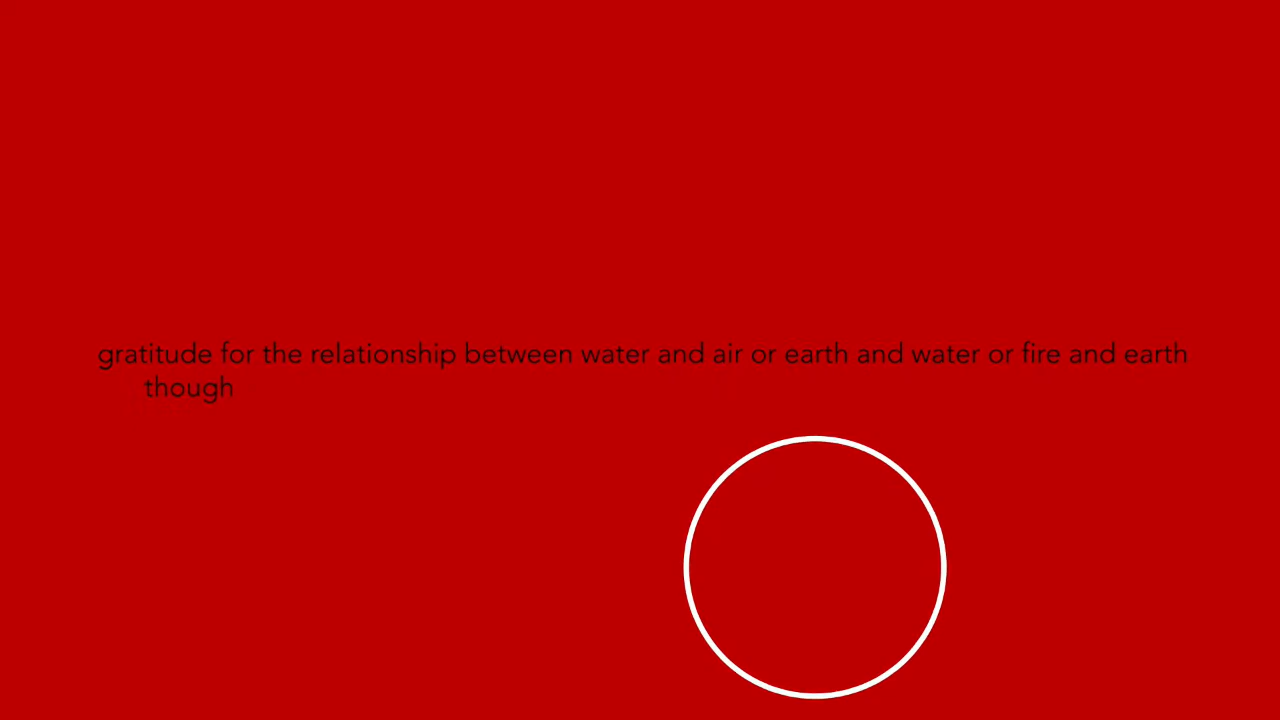 gratitude for the relationship between water and air or earth and water or fire and earth
though